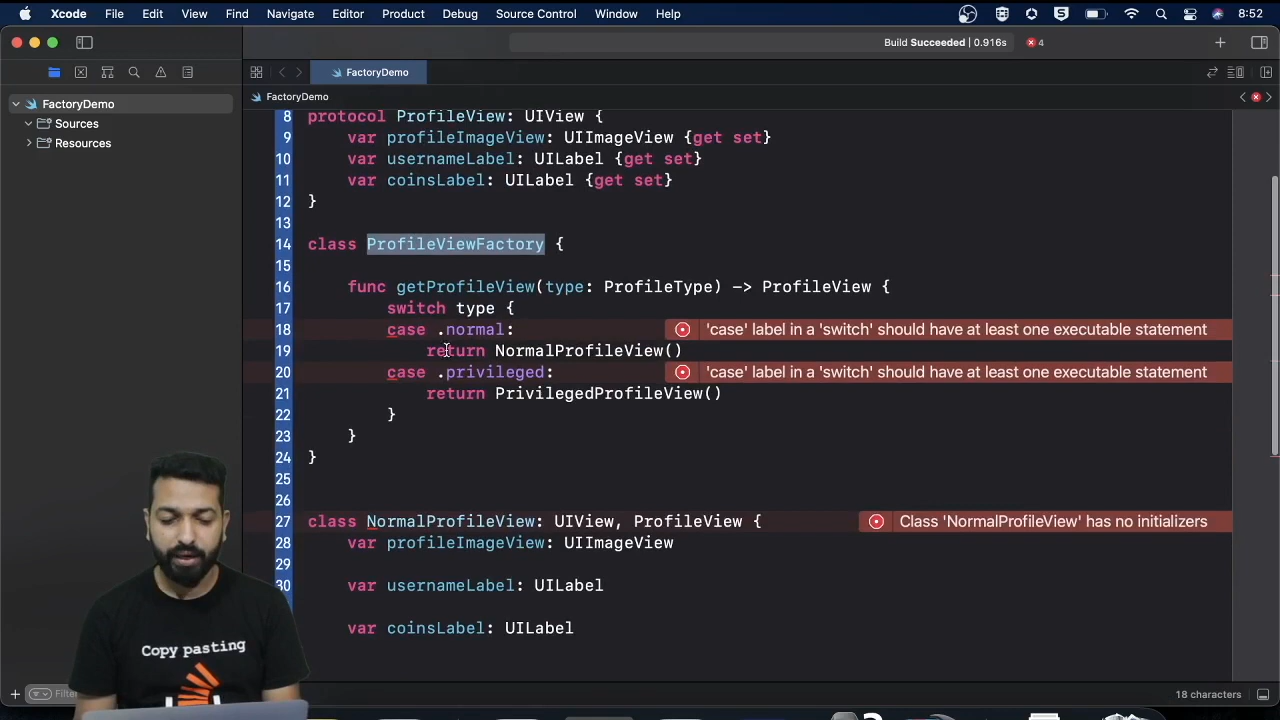 Xcode File Edit View Find Navigate Editor Product Debug Source Control Window Help 8:52
Build Succeeded | 0.916s 4
FactoryDemo
FactoryDemo
FactoryDemo
Sources
Resources
8 protocol ProfileView: UIView {
9 var profileImageView: UIImageView {get set}
10 var usernameLabel: UILabel {get set}
11 var coinsLabel: UILabel {get set}
12 }
13
14 class ProfileViewFactory {
15
16 func getProfileView(type: ProfileType) -> ProfileView {
17 switch type {
18 case .normal: 'case' label in a 'switch' should have at least one executable statement
19 return NormalProfileView()
20 case .privileged: 'case' label in a 'switch' should have at least one executable statement
21 return PrivilegedProfileView()
22 }
23 }
24 }
25
26
27 class NormalProfileView: UIView, ProfileView { Class 'NormalProfileView' has no initializers
28 var profileImageView: UIImageView
29
30 var usernameLabel: UILabel
var coinsLabel: UILabel
Copy pasting
Filter
18 characters